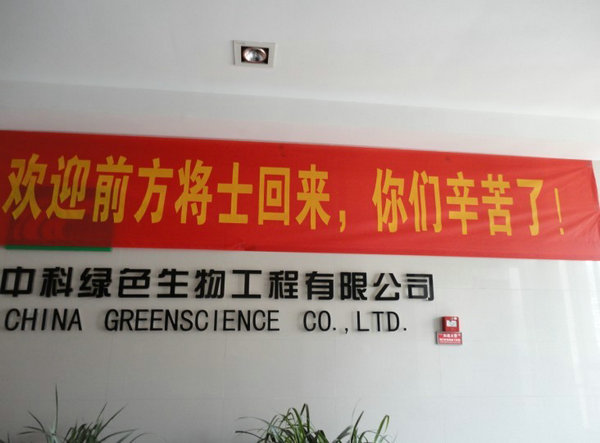 欢迎前方将士回来，你们辛苦了！
中科绿色生物工程有限公司
CHINA GREENSCIENCE CO.,LTD.